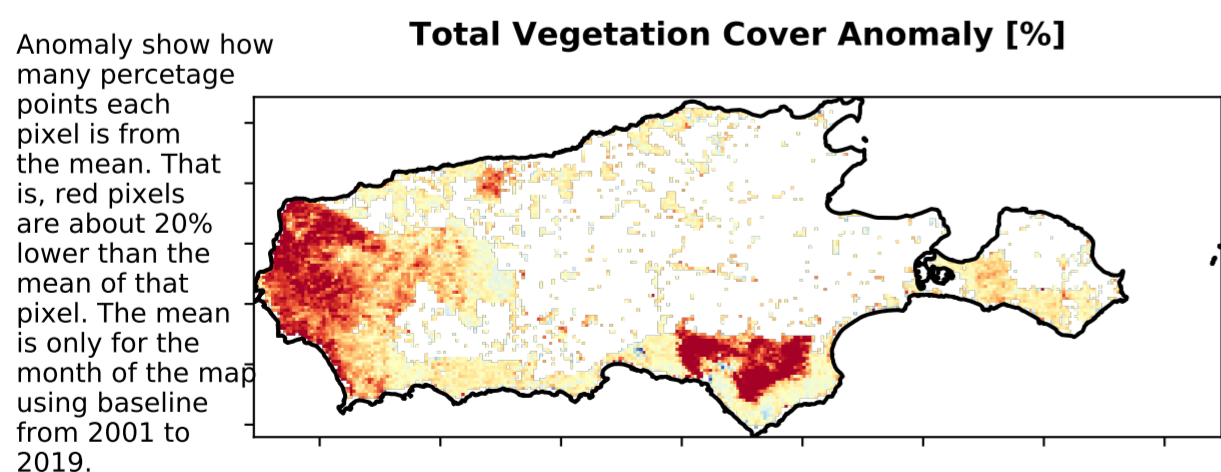 Total Vegetation Cover Anomaly [%]
Anomaly show how
many percetage
points each
pixel is from
the mean. That
is, red pixels
are about 20%
lower than the
mean of that
pixel. The mean
is only for the
month of the map
using baseline
from 2001 to
2019.